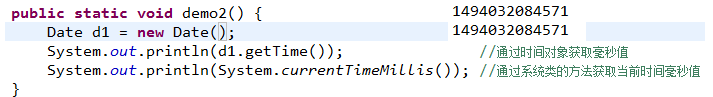 public static void demo2() { 1494032084571
Date d1 = new Date(); 1494032084571
System.out.println(d1.getTime()); //通过时间对象获取毫秒值
System.out.println(System.currentTimeMillis()); //通过系统类的方法获取当前时间毫秒值
}